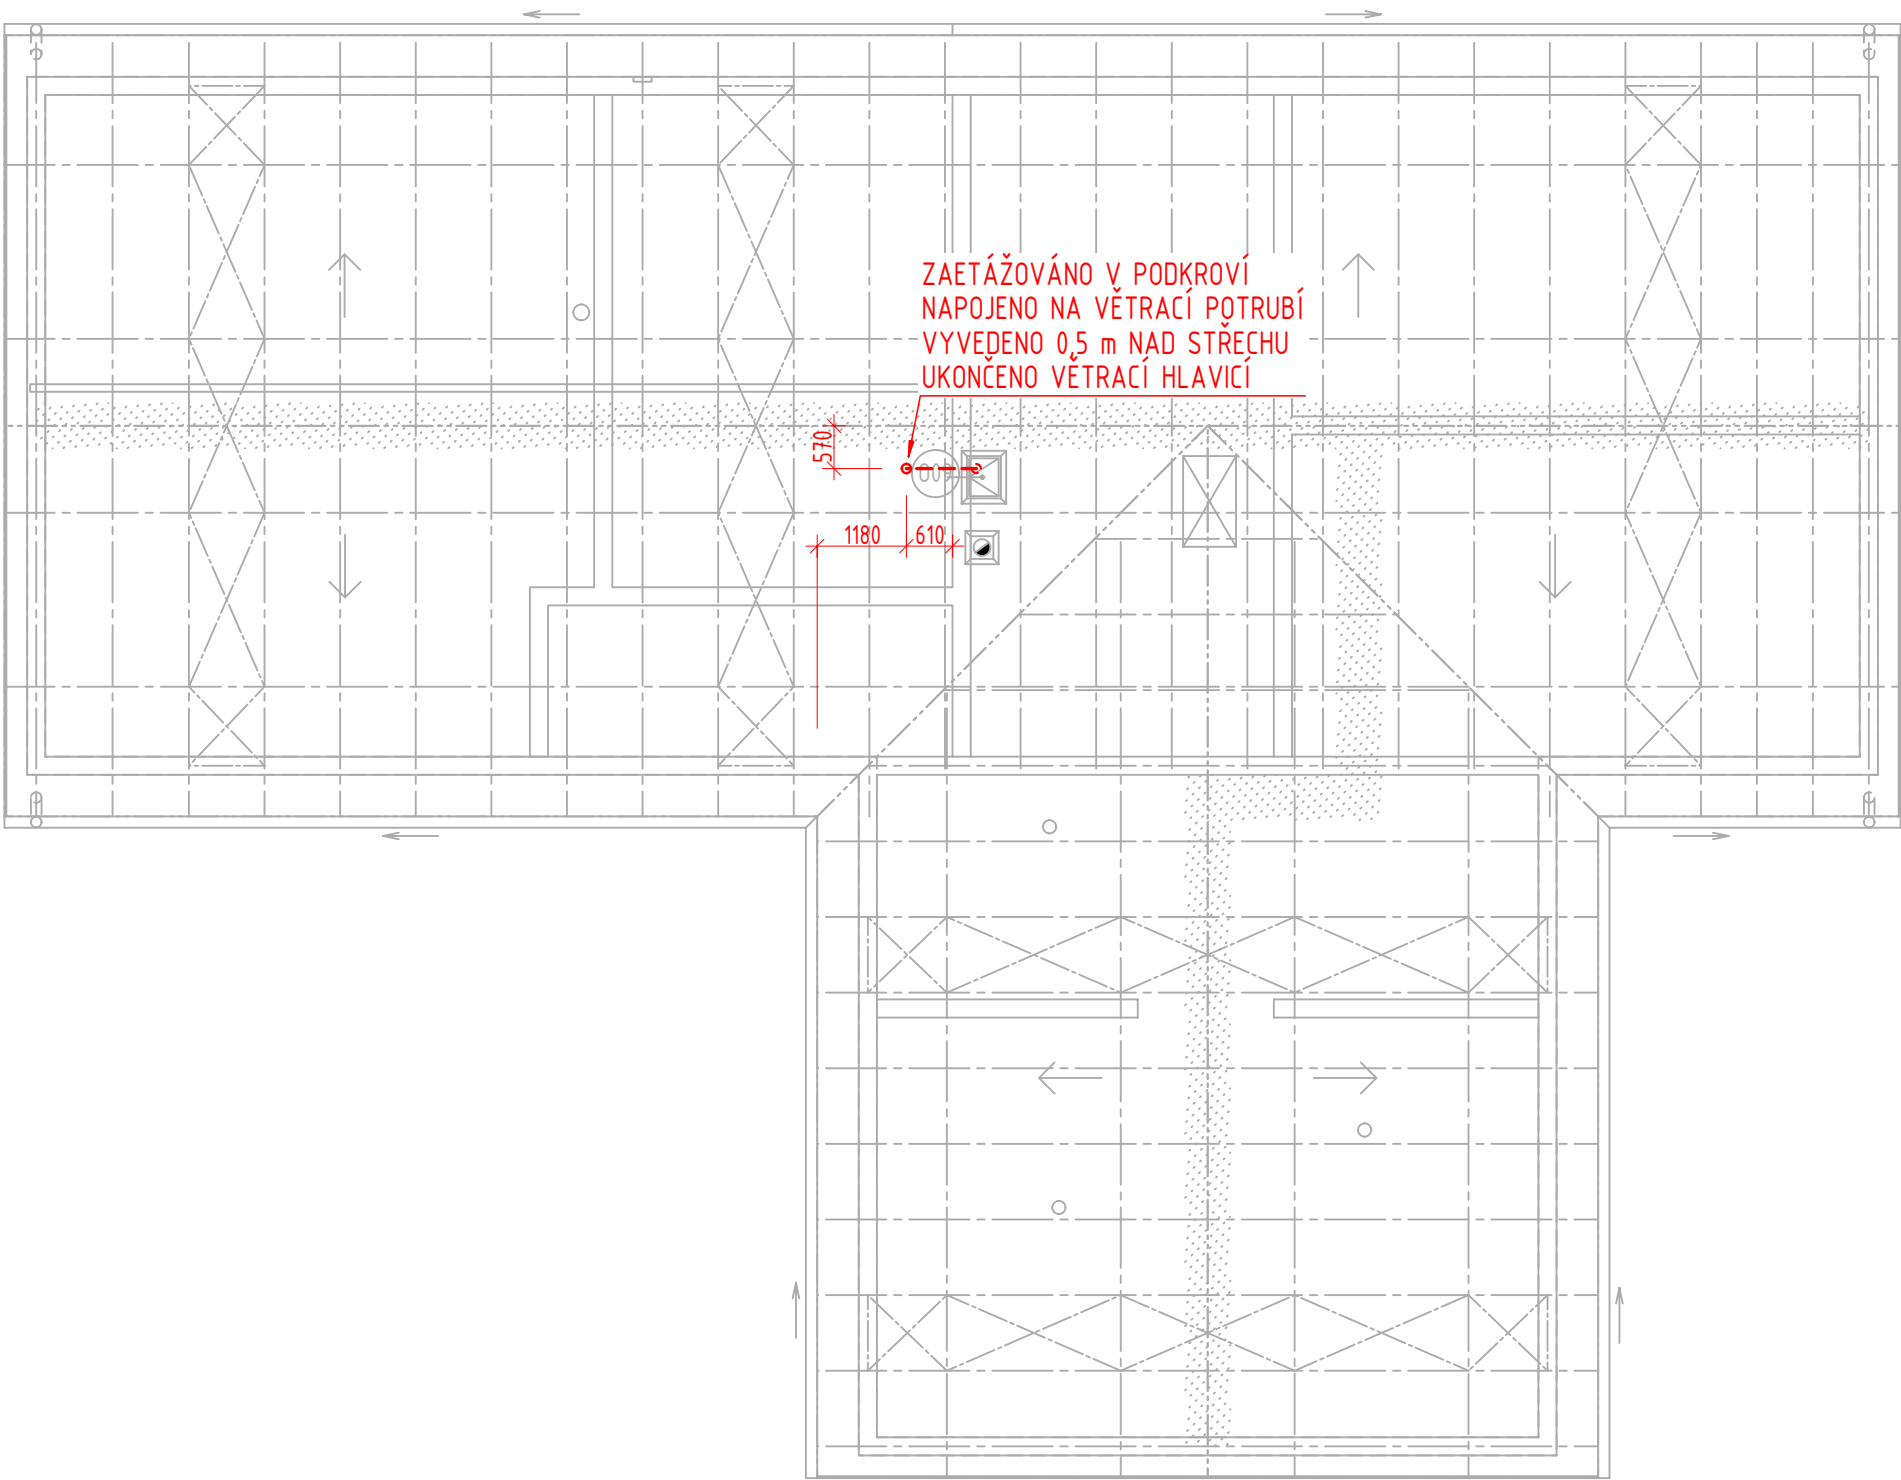 ZAETÁŽOVÁNO V PODKROVÍ
NAPOJENO NA VĚTRACÍ POTRUBÍ
VYVEDENO 0,5 m NAD STŘECHU
UKONČENO VĚTRACÍ HLAVICÍ
570
1180
610